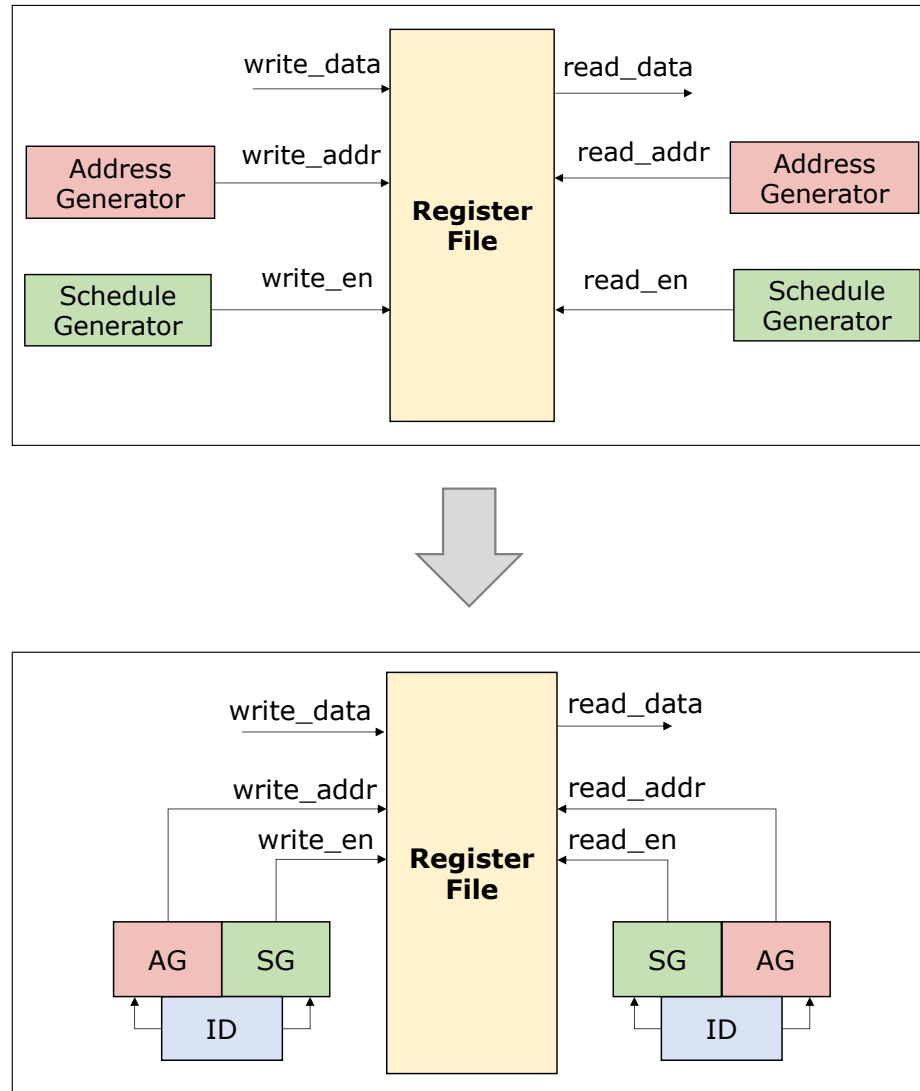 write_data
read_data
write_addr
read_addr
Address
Generator
Register
File
Address
Generator
write_en
read_en
Schedule
Generator
Schedule
Generator
write_data
read_data
write_addr
read_addr
write_en
read_en
Register
File
AG
SG
SG
AG
ID
ID